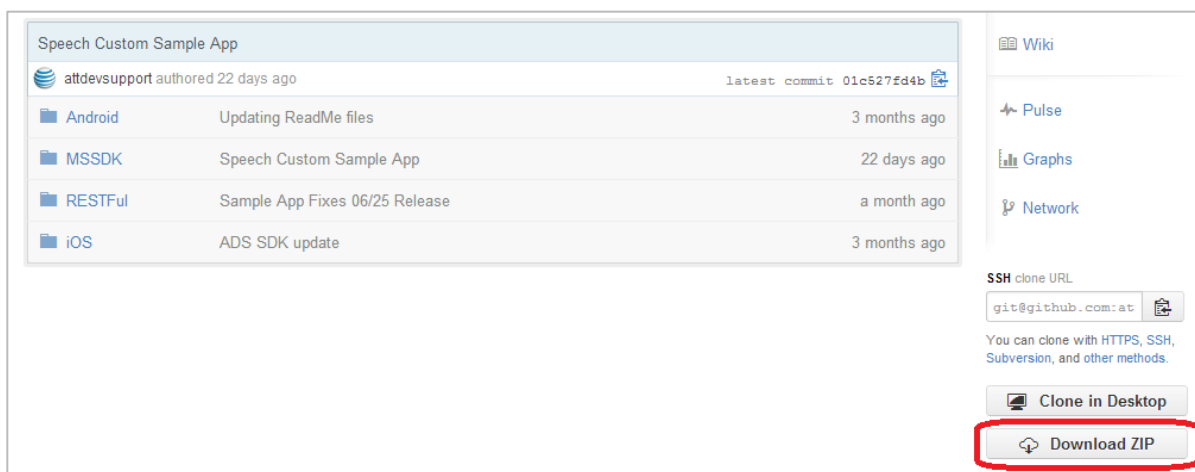 Speech Custom Sample App
attdevsupport authored 22 days ago latest commit 01c527fd4b
Android Updating ReadMe files 3 months ago
MSSDK Speech Custom Sample App 22 days ago
RESTFul Sample App Fixes 06/25 Release a month ago
iOS ADS SDK update 3 months ago
Wiki
Pulse
Graphs
Network
SSH clone URL
git@github.com:at
You can clone with HTTPS, SSH,
Subversion, and other methods.
Clone in Desktop
Download ZIP